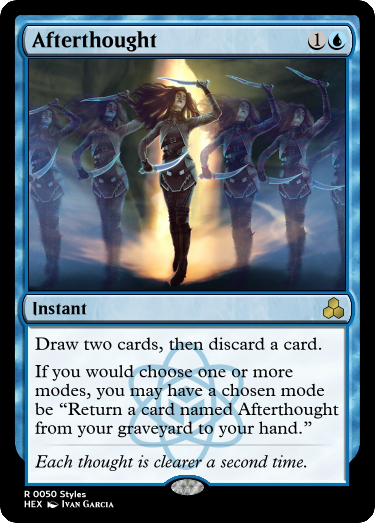 Afterthought 1
Instant
Draw two cards, then discard a card.
If you would choose one or more
modes, you may have a chosen mode
be “Return a card named Afterthought
from your graveyard to your hand.”
Each thought is clearer a second time.
R 0050 Styles
HEX Ivan Garcia